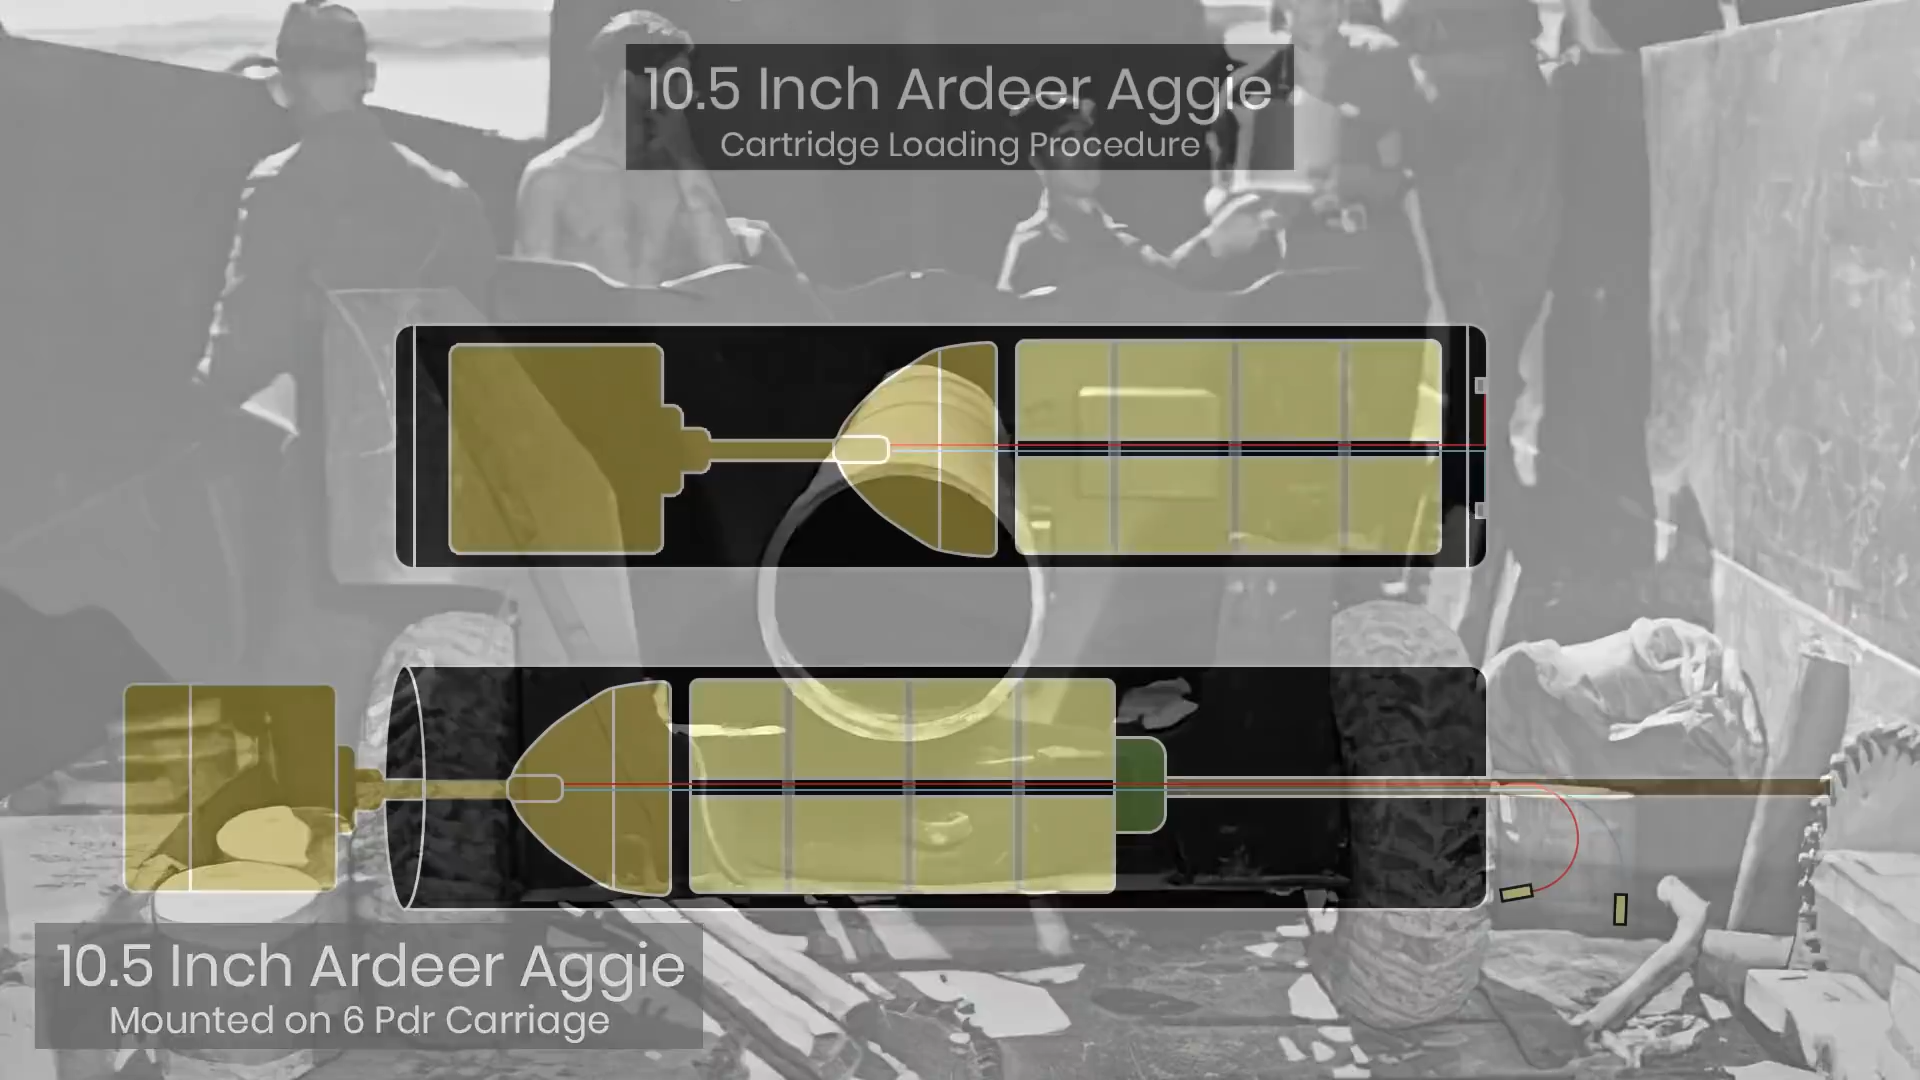 10.5 Inch Ardeer Aggie
Cartridge Loading Procedure
10.5 Inch Ardeer Aggie
Mounted on 6 Pdr Carriage